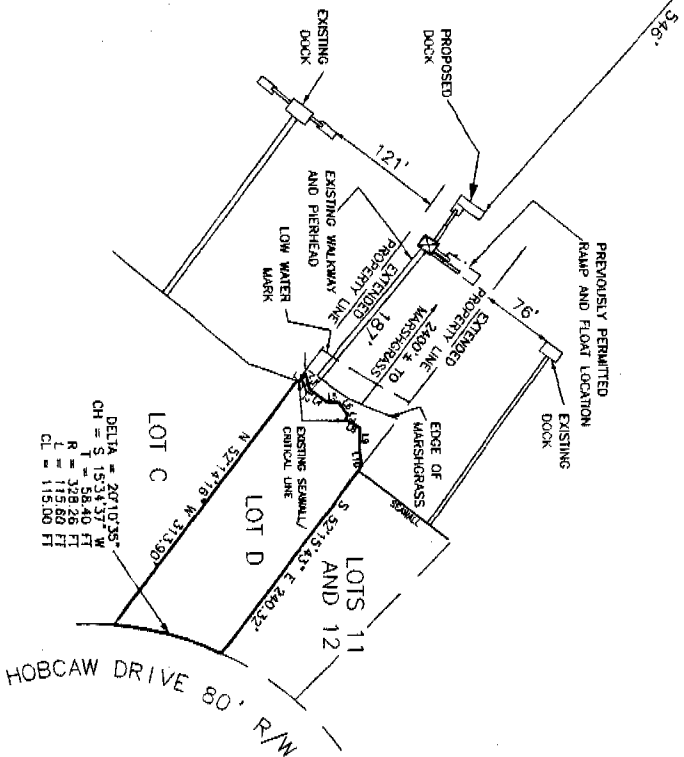 546'
EXISTING
DOCK
PROPOSED
DOCK
121'
EXISTING WALKWAY
AND PIERHEAD
LOW WATER
MARK
EXTENDED
PROPERTY LINE
187'
2400' ± TO
MARSHGRASS
EXTENDED
PROPERTY LINE
PREVIOUSLY PERMITTED
RAMP AND FLOAT LOCATION
76'
EXISTING
DOCK
EDGE OF
MARSHGRASS
SEAWALL
L9
L10
EXISTING SEAWALL/
CRITICAL LINE
LOT C
N 52°14'16" W 313.90'
LOT D
S 52°15'43" E 240.32'
LOTS 11
AND 12
DELTA = 20°10'35"
T = 58.40 FT
R = 328.26 FT
L = 115.60 FT
CL = 115.00 FT
CH = S 15°34'37" W
HOBCAW DRIVE 80' R/W